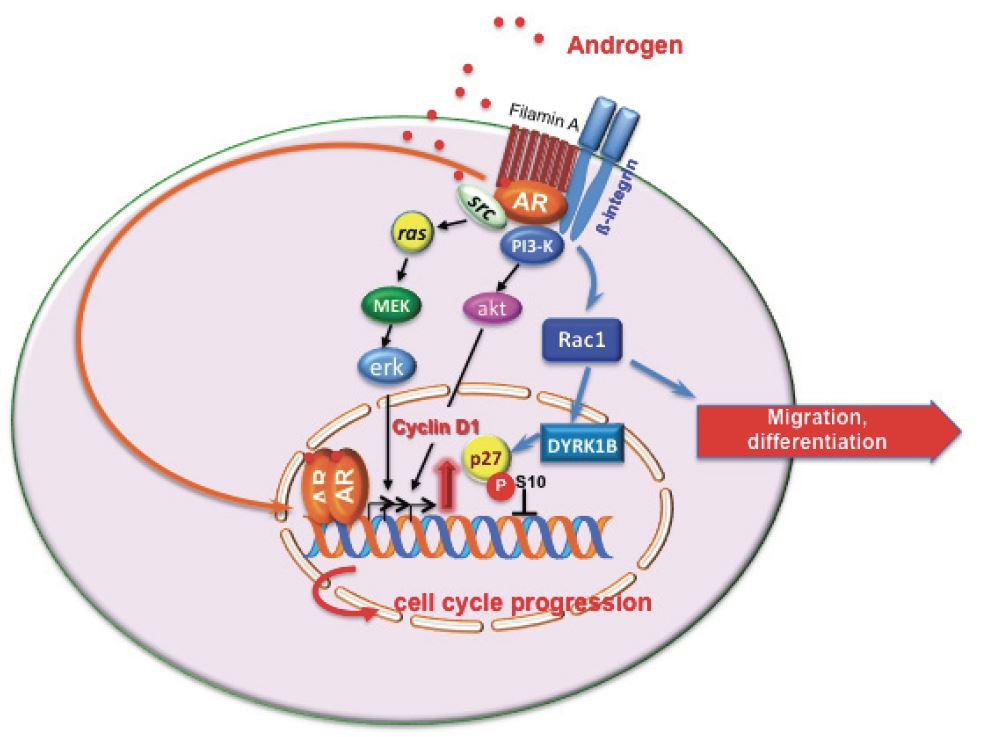 Androgen
Filamin A
ß-integrin
src
AR
PI3-K
ras
MEK
akt
erk
Rac1
Migration,
differentiation
Cyclin D1
DYRK1B
p27
P
S10
AR
AR
cell cycle progression